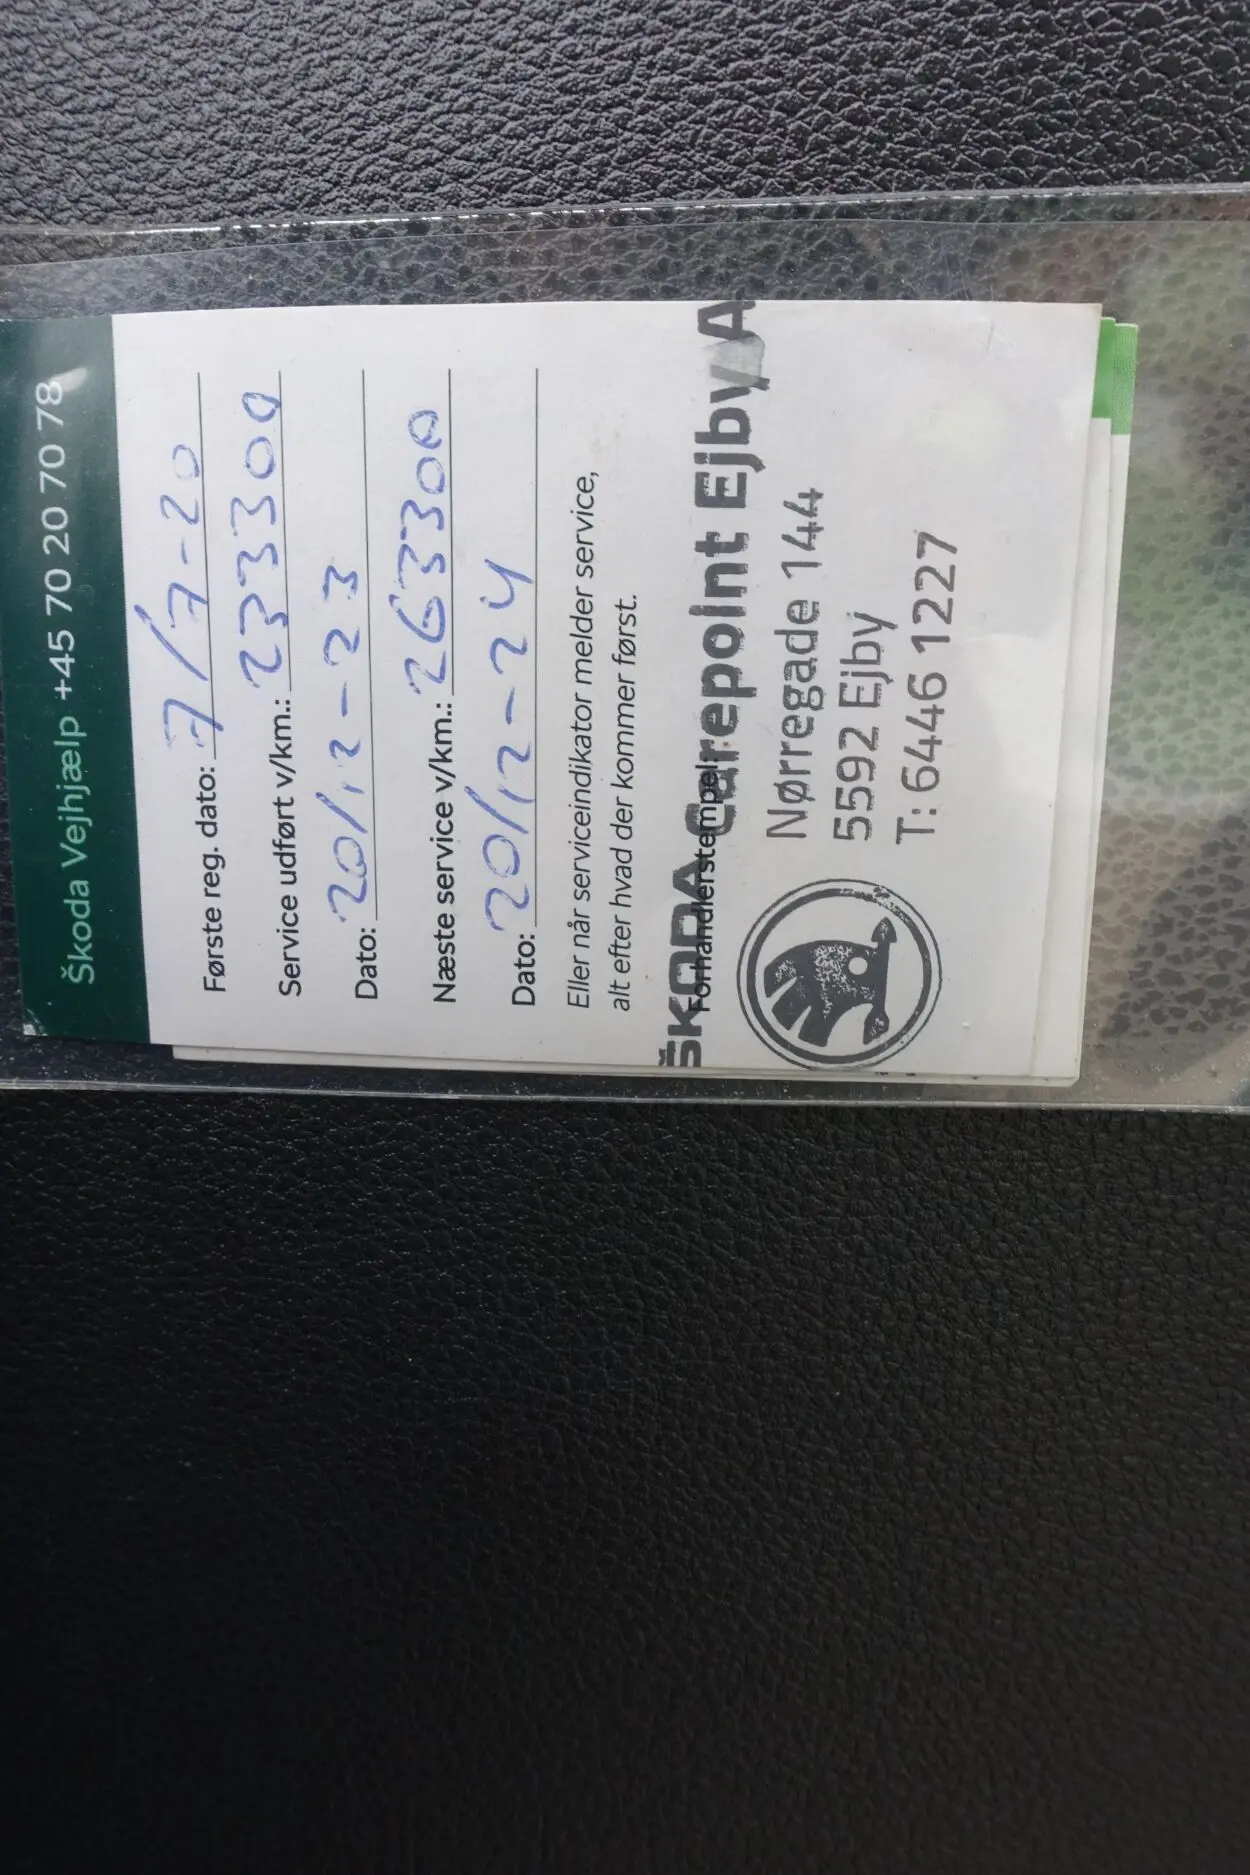 Škoda Vejhjælp +45 70 20 70 78
Første reg. dato: 7/7-20
Service udført v/km.: 233300
Dato: 20/12-23
Næste service v/km.: 263300
Dato: 20/12-24
Eller når serviceindikator melder service,
alt efter hvad der kommer først.
Forhandlerstempel:
ŠKODA Carepoint Ejby A
Nørregade 144
5592 Ejby
T: 6446 1227